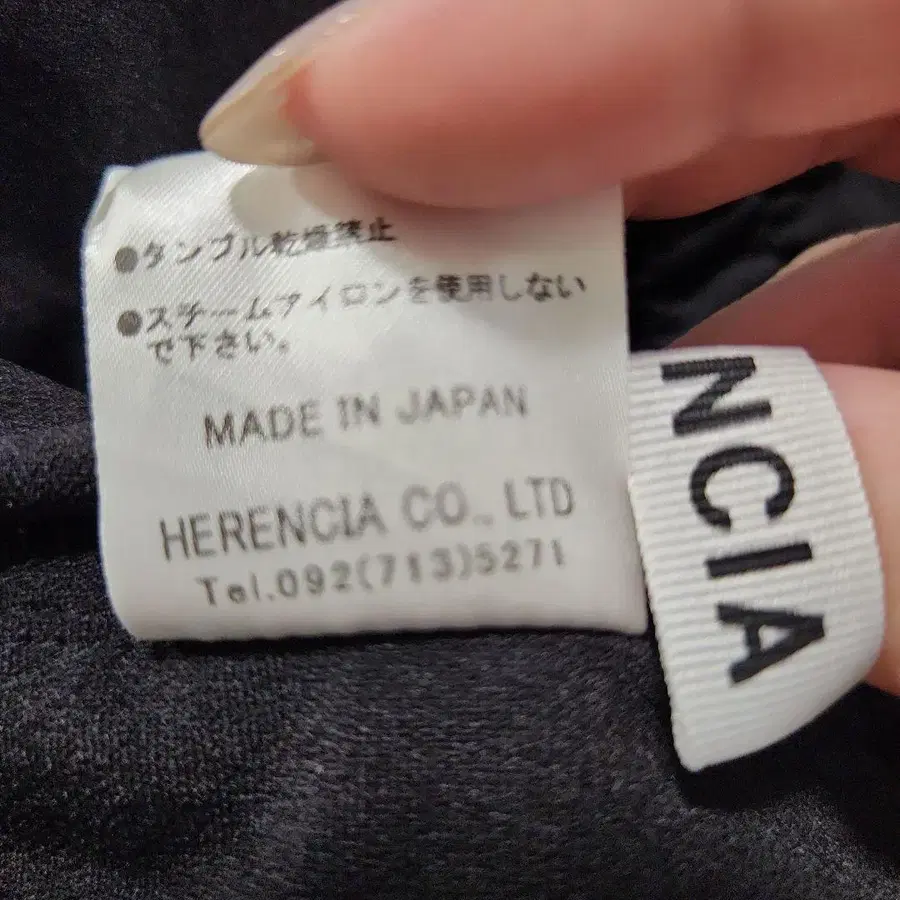 ●タンブル乾燥禁止
●スチームアイロンを使用しない
で下さい。
MADE IN JAPAN
HERENCIA CO., LTD
Tel.092(713)5271
NCIA